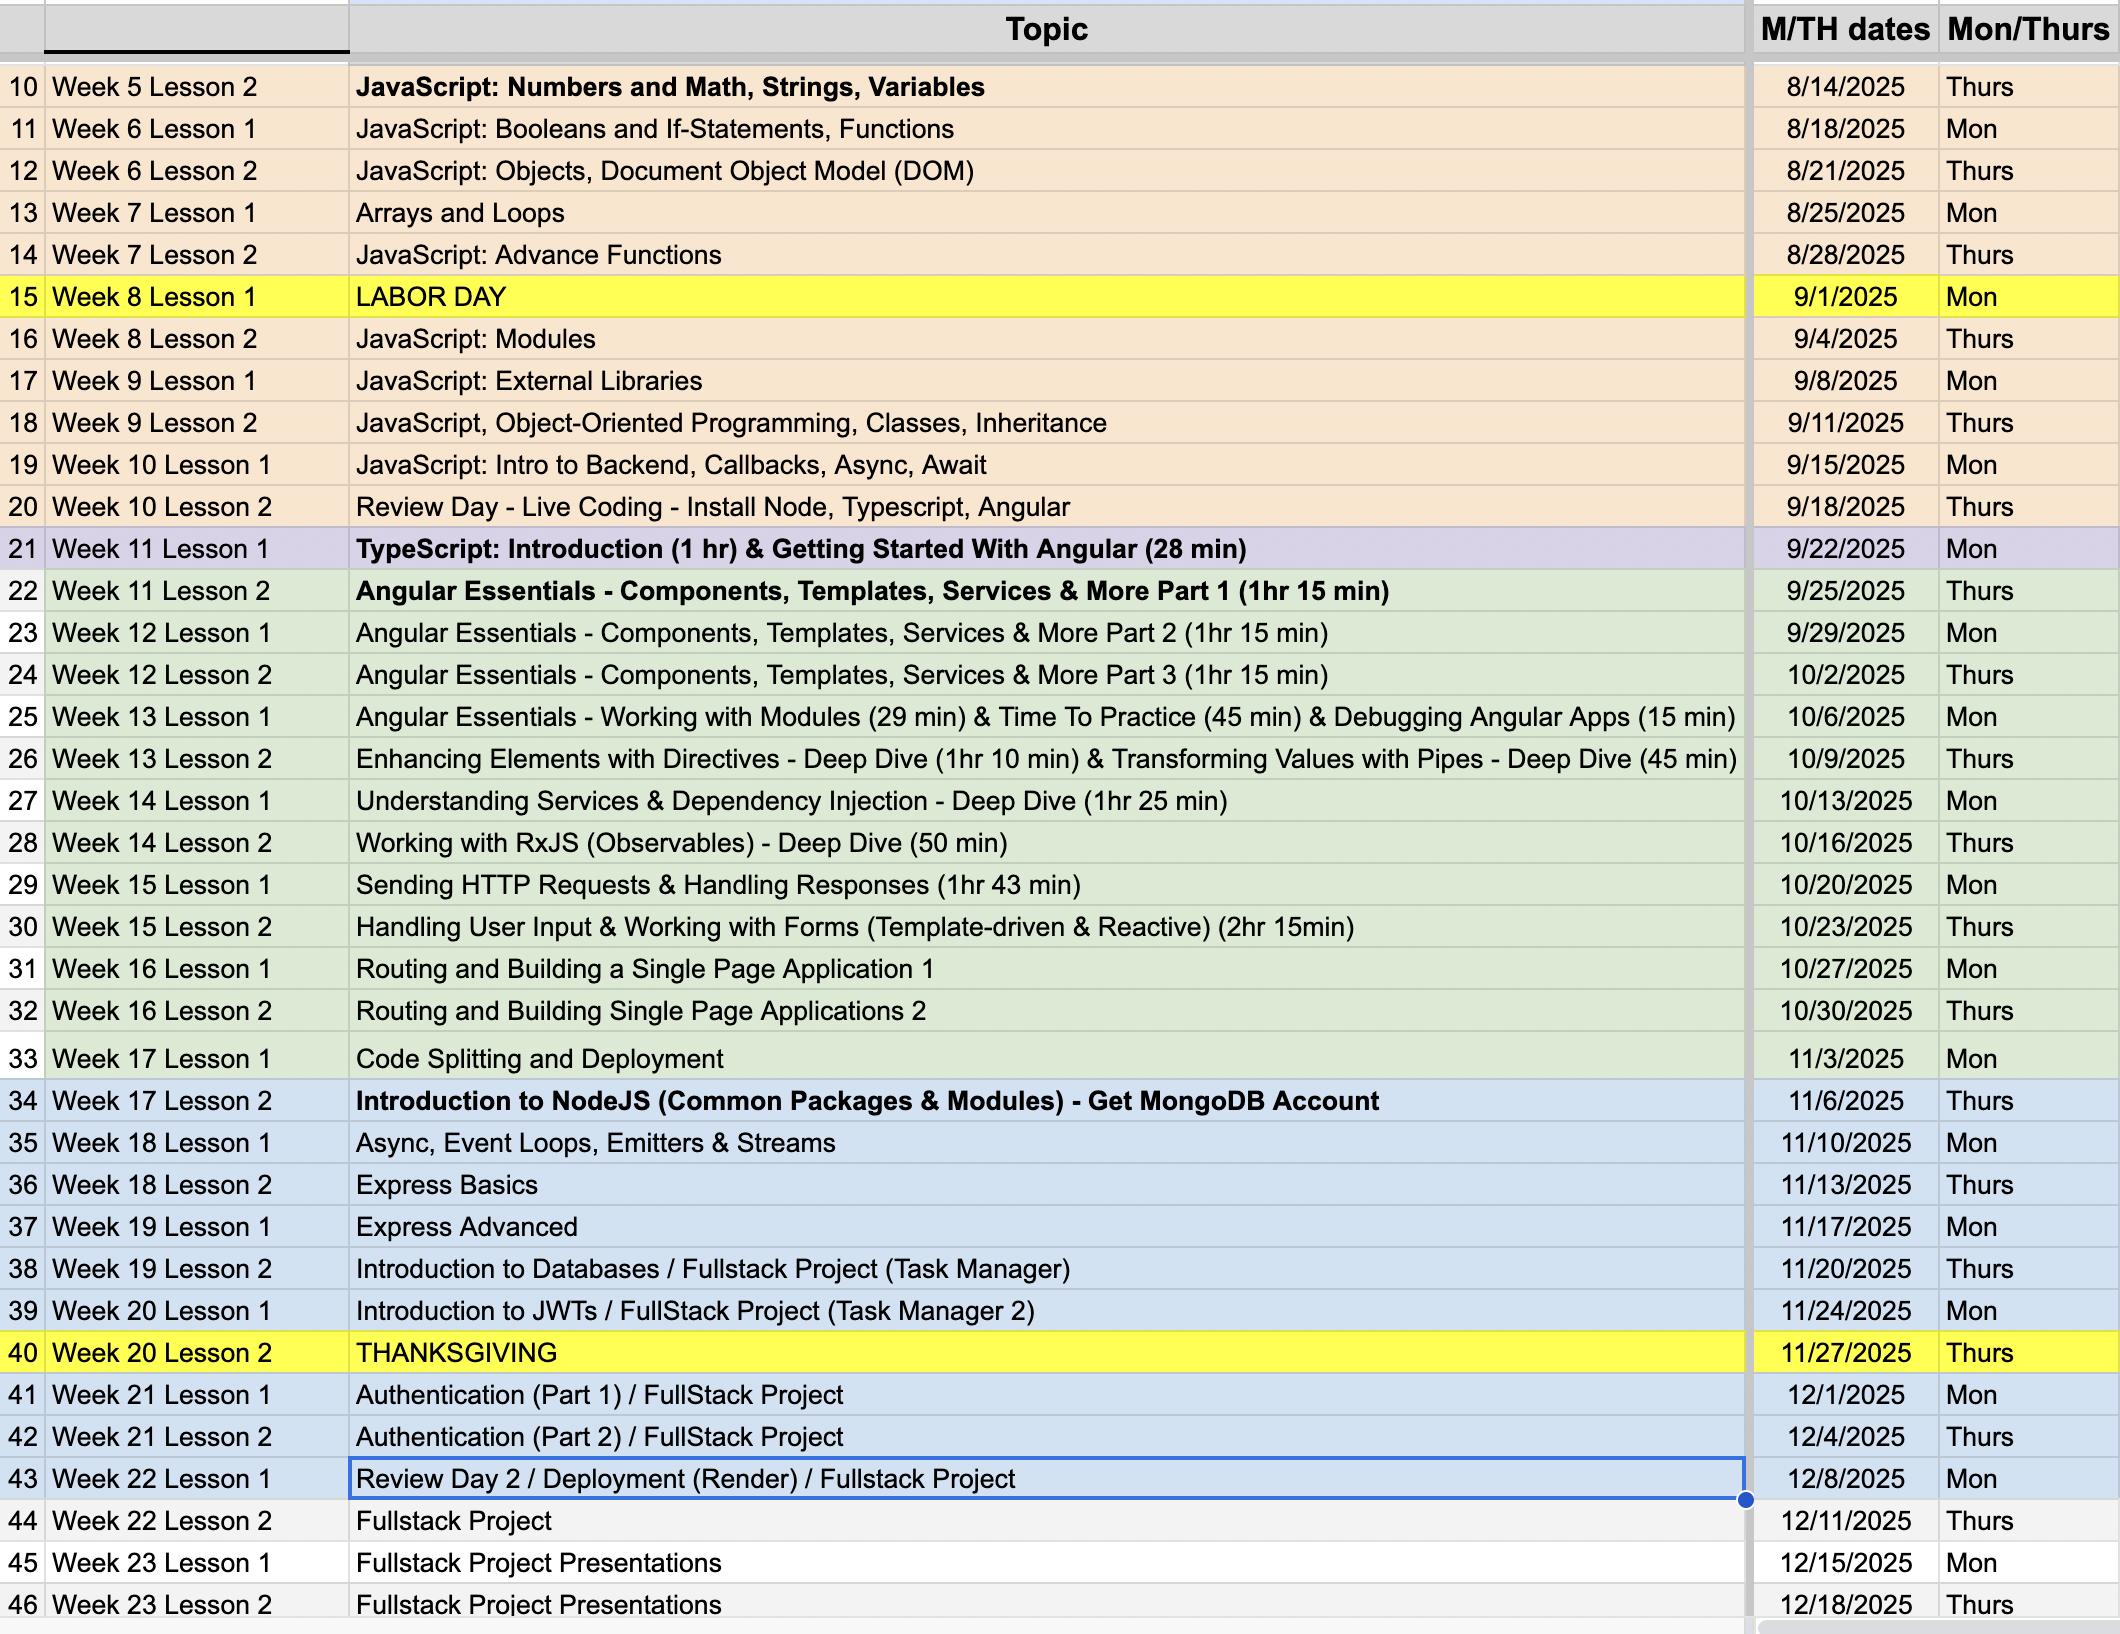 Topic M/TH dates Mon/Thurs
10 Week 5 Lesson 2 JavaScript: Numbers and Math, Strings, Variables 8/14/2025 Thurs
11 Week 6 Lesson 1 JavaScript: Booleans and If-Statements, Functions 8/18/2025 Mon
12 Week 6 Lesson 2 JavaScript: Objects, Document Object Model (DOM) 8/21/2025 Thurs
13 Week 7 Lesson 1 Arrays and Loops 8/25/2025 Mon
14 Week 7 Lesson 2 JavaScript: Advance Functions 8/28/2025 Thurs
15 Week 8 Lesson 1 LABOR DAY 9/1/2025 Mon
16 Week 8 Lesson 2 JavaScript: Modules 9/4/2025 Thurs
17 Week 9 Lesson 1 JavaScript: External Libraries 9/8/2025 Mon
18 Week 9 Lesson 2 JavaScript, Object-Oriented Programming, Classes, Inheritance 9/11/2025 Thurs
19 Week 10 Lesson 1 JavaScript: Intro to Backend, Callbacks, Async, Await 9/15/2025 Mon
20 Week 10 Lesson 2 Review Day - Live Coding - Install Node, Typescript, Angular 9/18/2025 Thurs
21 Week 11 Lesson 1 TypeScript: Introduction (1 hr) & Getting Started With Angular (28 min) 9/22/2025 Mon
22 Week 11 Lesson 2 Angular Essentials - Components, Templates, Services & More Part 1 (1hr 15 min) 9/25/2025 Thurs
23 Week 12 Lesson 1 Angular Essentials - Components, Templates, Services & More Part 2 (1hr 15 min) 9/29/2025 Mon
24 Week 12 Lesson 2 Angular Essentials - Components, Templates, Services & More Part 3 (1hr 15 min) 10/2/2025 Thurs
25 Week 13 Lesson 1 Angular Essentials - Working with Modules (29 min) & Time To Practice (45 min) & Debugging Angular Apps (15 min) 10/6/2025 Mon
26 Week 13 Lesson 2 Enhancing Elements with Directives - Deep Dive (1hr 10 min) & Transforming Values with Pipes - Deep Dive (45 min) 10/9/2025 Thurs
27 Week 14 Lesson 1 Understanding Services & Dependency Injection - Deep Dive (1hr 25 min) 10/13/2025 Mon
28 Week 14 Lesson 2 Working with RxJS (Observables) - Deep Dive (50 min) 10/16/2025 Thurs
29 Week 15 Lesson 1 Sending HTTP Requests & Handling Responses (1hr 43 min) 10/20/2025 Mon
30 Week 15 Lesson 2 Handling User Input & Working with Forms (Template-driven & Reactive) (2hr 15min) 10/23/2025 Thurs
31 Week 16 Lesson 1 Routing and Building a Single Page Application 1 10/27/2025 Mon
32 Week 16 Lesson 2 Routing and Building Single Page Applications 2 10/30/2025 Thurs
33 Week 17 Lesson 1 Code Splitting and Deployment 11/3/2025 Mon
34 Week 17 Lesson 2 Introduction to NodeJS (Common Packages & Modules) - Get MongoDB Account 11/6/2025 Thurs
35 Week 18 Lesson 1 Async, Event Loops, Emitters & Streams 11/10/2025 Mon
36 Week 18 Lesson 2 Express Basics 11/13/2025 Thurs
37 Week 19 Lesson 1 Express Advanced 11/17/2025 Mon
38 Week 19 Lesson 2 Introduction to Databases / Fullstack Project (Task Manager) 11/20/2025 Thurs
39 Week 20 Lesson 1 Introduction to JWTs / FullStack Project (Task Manager 2) 11/24/2025 Mon
40 Week 20 Lesson 2 THANKSGIVING 11/27/2025 Thurs
41 Week 21 Lesson 1 Authentication (Part 1) / FullStack Project 12/1/2025 Mon
42 Week 21 Lesson 2 Authentication (Part 2) / FullStack Project 12/4/2025 Thurs
43 Week 22 Lesson 1 Review Day 2 / Deployment (Render) / Fullstack Project 12/8/2025 Mon
44 Week 22 Lesson 2 Fullstack Project 12/11/2025 Thurs
45 Week 23 Lesson 1 Fullstack Project Presentations 12/15/2025 Mon
46 Week 23 Lesson 2 Fullstack Project Presentations 12/18/2025 Thurs